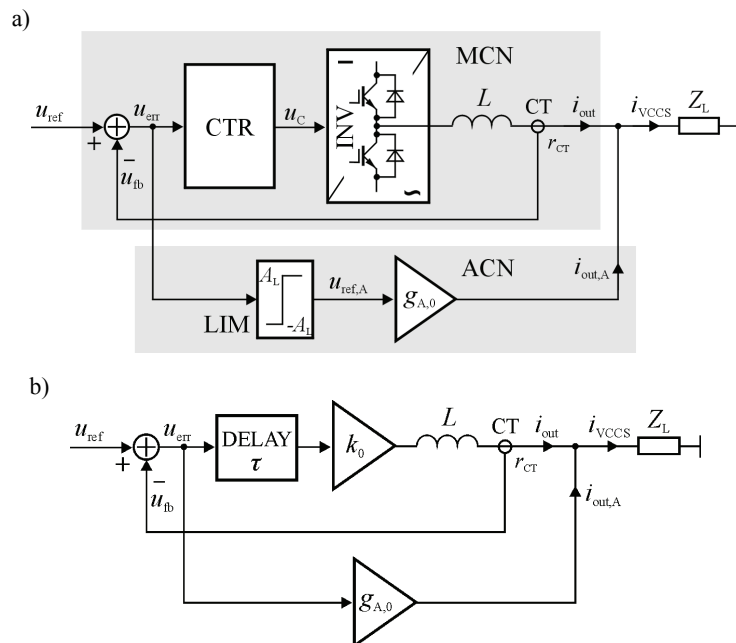 a)
MCN
u_ref
u_err
CTR
u_C
INV
L
CT
i_out
i_VCCS
Z_L
+
−
u_fb
r_CT
ACN
A_L
-A_L
LIM
u_ref,A
g_A,0
i_out,A
b)
u_ref
u_err
DELAY
τ
k_0
L
CT
i_out
i_VCCS
Z_L
+
−
u_fb
r_CT
i_out,A
g_A,0